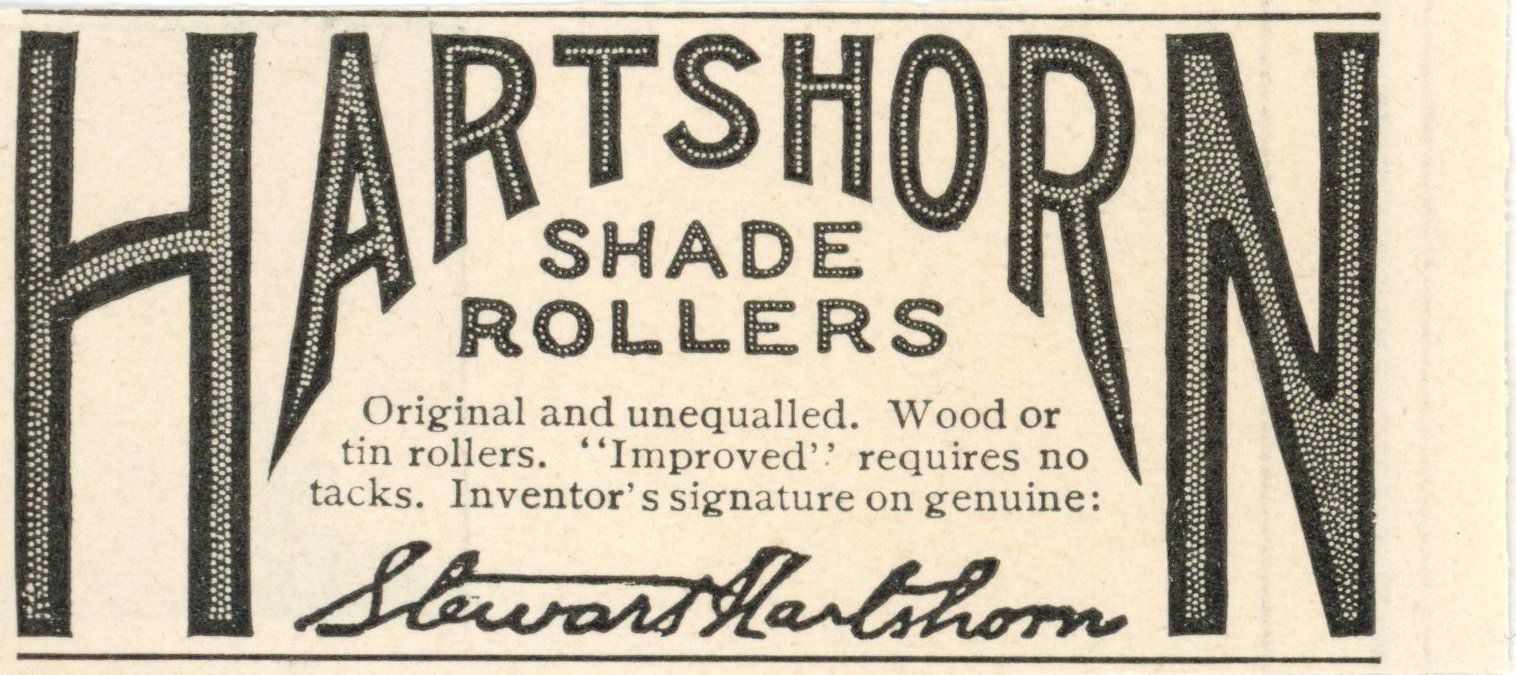 HARTSHORN
SHADE
ROLLERS
Original and unequalled. Wood or
tin rollers. "Improved" requires no
tacks. Inventor's signature on genuine:
Stewart Hartshorn